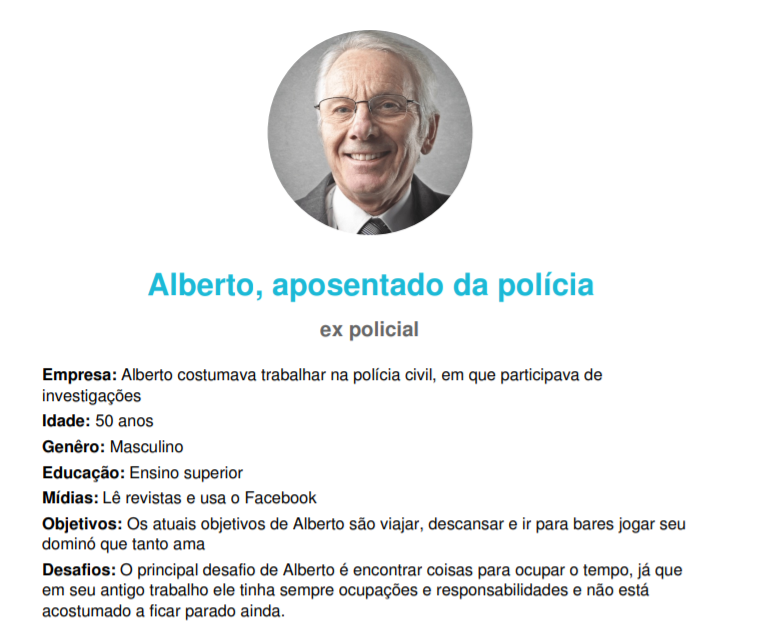 Alberto, aposentado da polícia
ex policial
Empresa: Alberto costumava trabalhar na polícia civil, em que participava de
investigações
Idade: 50 anos
Genêro: Masculino
Educação: Ensino superior
Mídias: Lê revistas e usa o Facebook
Objetivos: Os atuais objetivos de Alberto são viajar, descansar e ir para bares jogar seu
dominó que tanto ama
Desafios: O principal desafio de Alberto é encontrar coisas para ocupar o tempo, já que
em seu antigo trabalho ele tinha sempre ocupações e responsabilidades e não está
acostumado a ficar parado ainda.